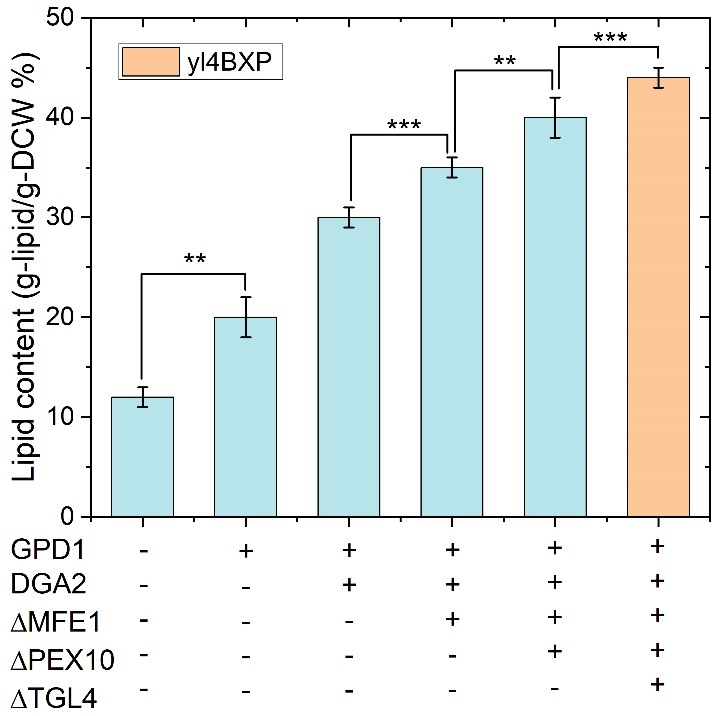 50
***
yl4BXP
**
40
***
30
**
20
10
0
Lipid content (g-lipid/g-DCW %)
GPD1 - + + + + +
DGA2 - - + + + +
ΔMFE1 - - - + + +
ΔPEX10 - - - - + +
ΔTGL4 - - - - - +